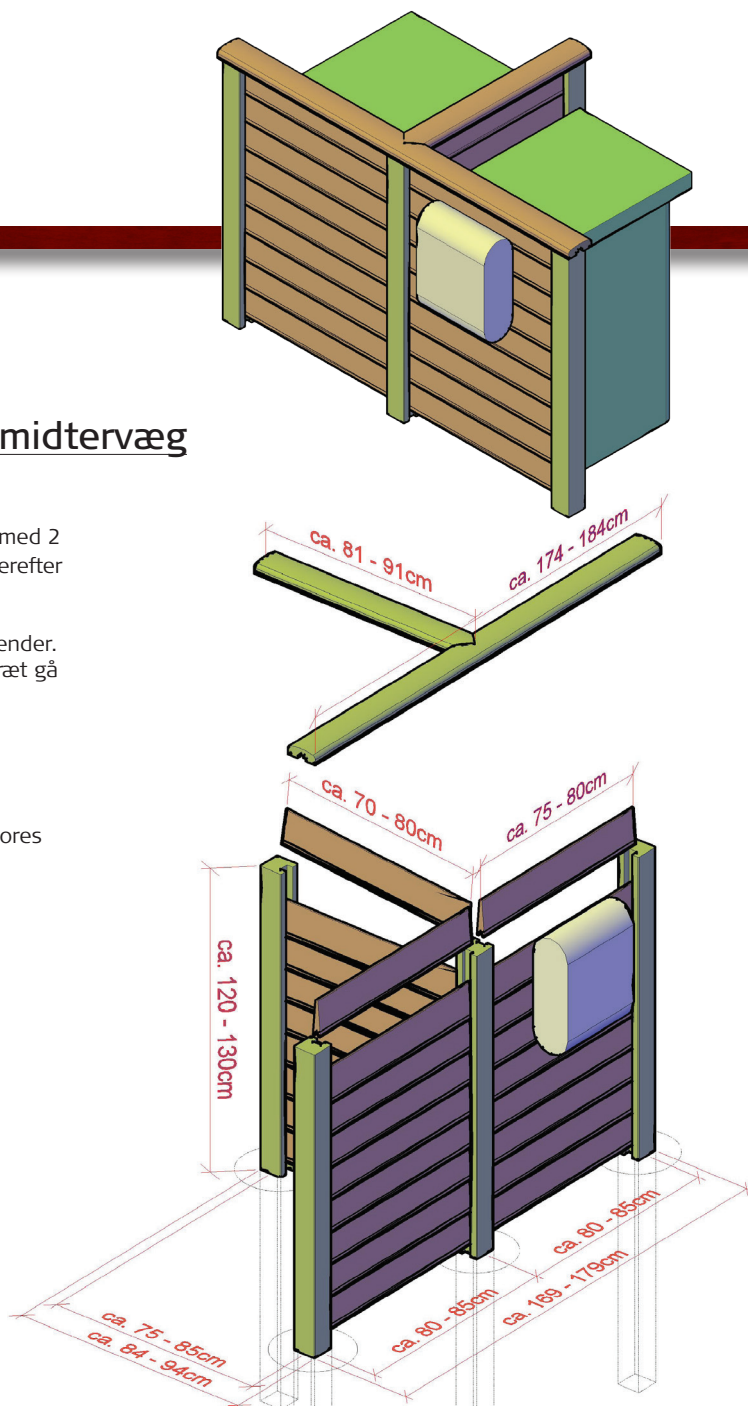 midtervæg
med 2
erefter
ender.
ræt gå
ores
ca. 81 - 91cm
ca. 174 - 184cm
ca. 70 - 80cm
ca. 75 - 80cm
ca. 120 - 130cm
ca. 80 - 85cm
ca. 169 - 179cm
ca. 80 - 85cm
ca. 75 - 85cm
ca. 84 - 94cm